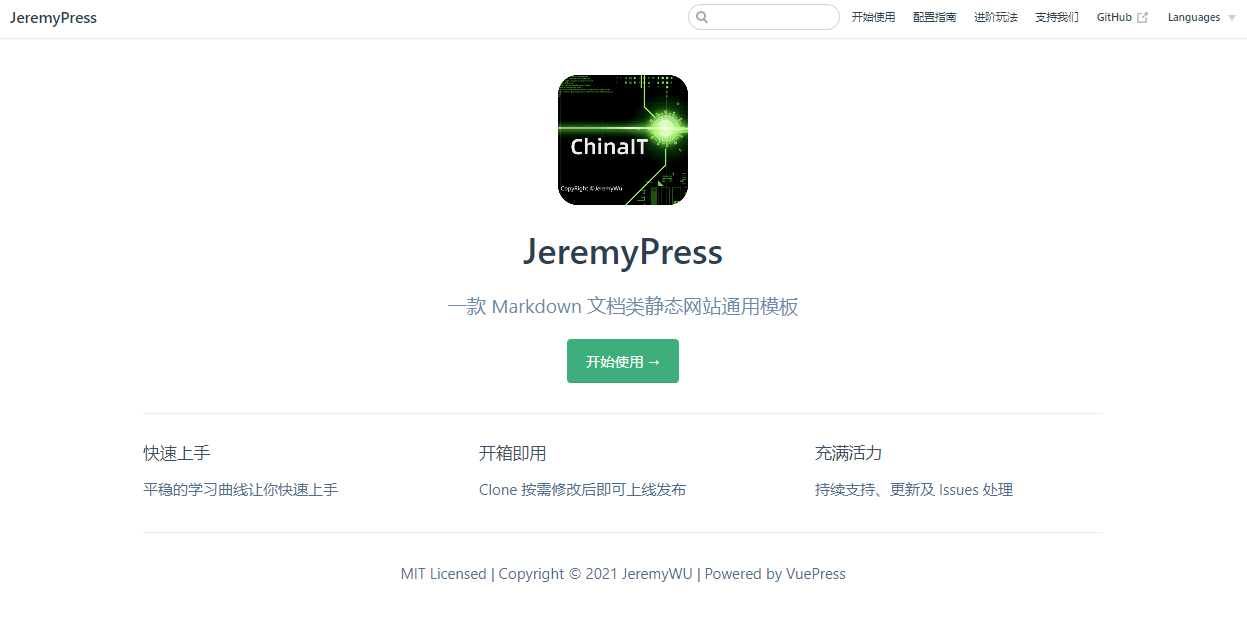 JeremyPress
开始使用 配置指南 进阶玩法 支持我们 GitHub Languages
ChinaIT
CopyRight ©JeremyWu
JeremyPress
一款 Markdown 文档类静态网站通用模板
开始使用 →
快速上手 开箱即用 充满活力
平稳的学习曲线让你快速上手 Clone 按需修改后即可上线发布 持续支持、更新及 Issues 处理
MIT Licensed | Copyright © 2021 JeremyWU | Powered by VuePress